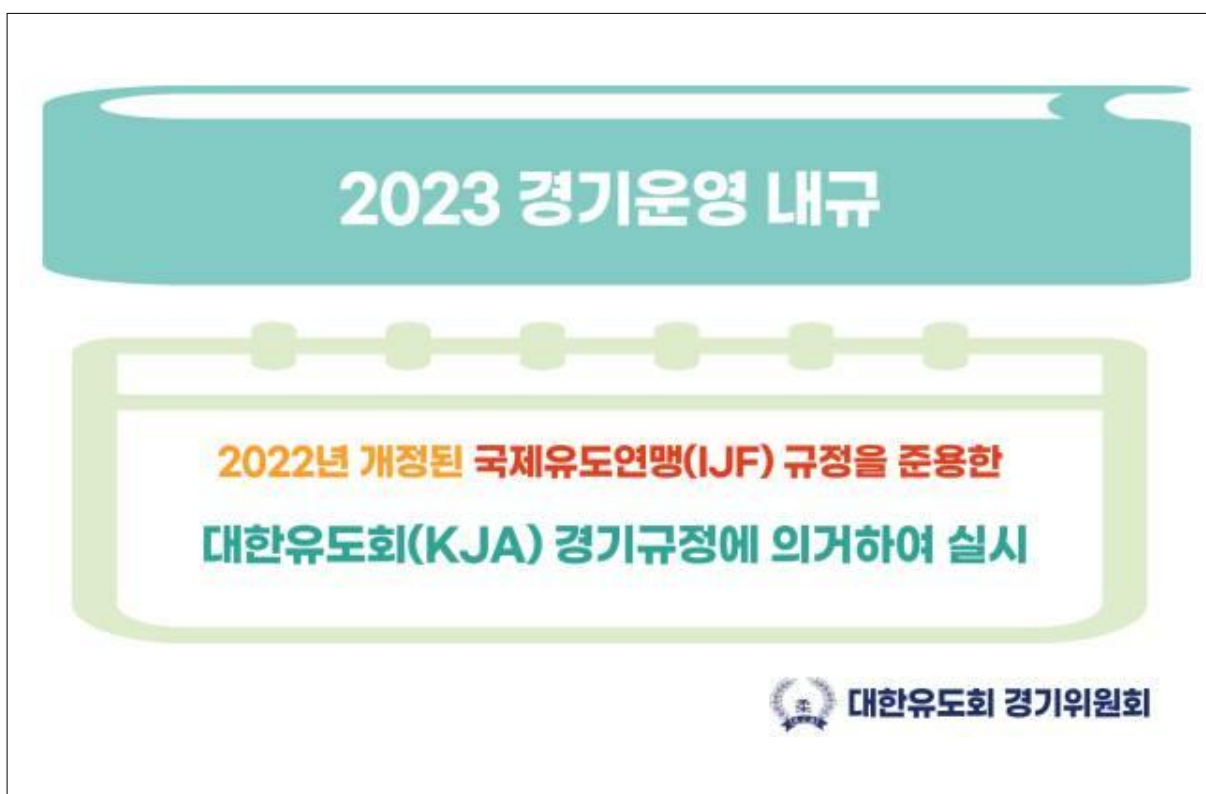 2023 경기운영 내규
2022년 개정된 국제유도연맹(IJF) 규정을 준용한
대한유도회(KJA) 경기규정에 의거하여 실시
柔
대한유도회 경기위원회